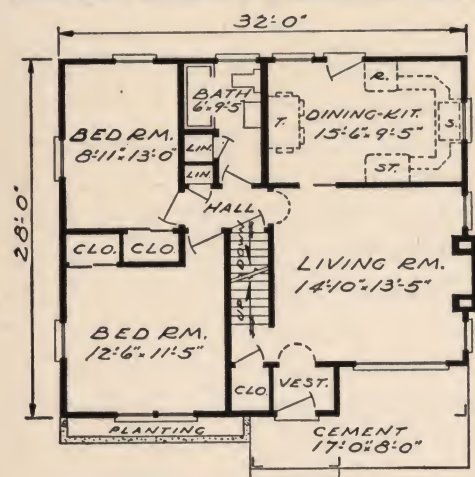 32'-0"
28'-0"
BED RM.
8'-11" x 13'-0"
BATH
6' x 9'-5"
LIN.
LIN.
T.
R.
S.
ST.
DINING-KIT.
15'-6" x 9'-5"
HALL
CLO.
CLO.
DOWN
UP
LIVING RM.
14'-10" x 13'-5"
BED RM.
12'-6" x 11'-5"
CLO.
VEST.
PLANTING
CEMENT
17'-0" x 8'-0"